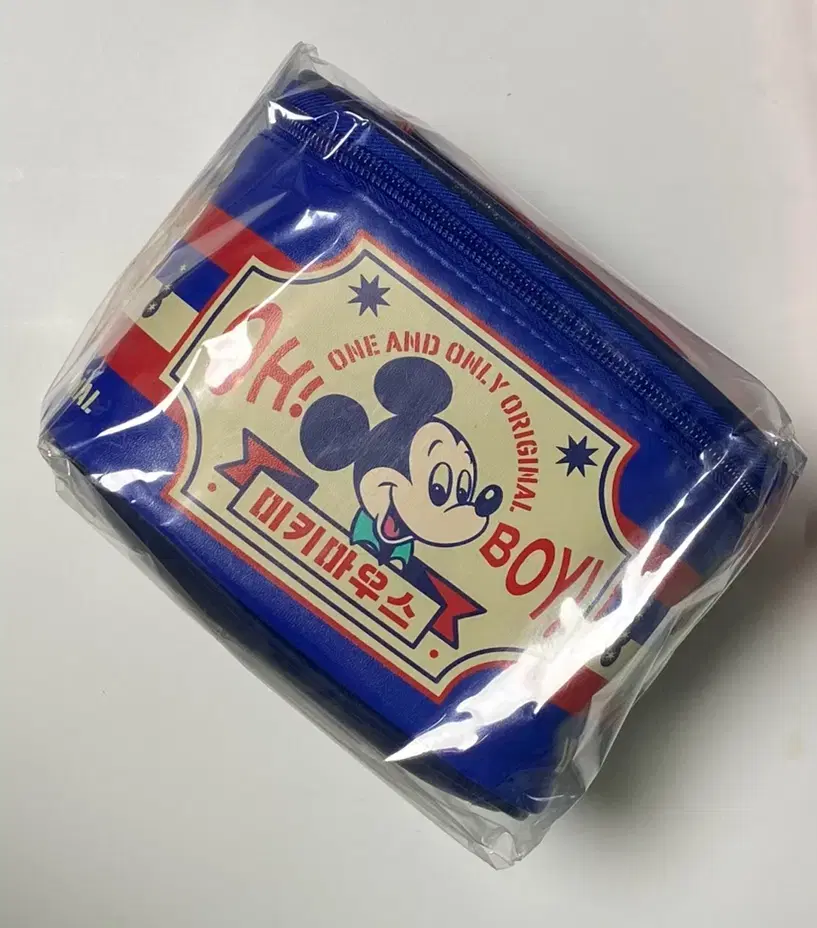 OH!
ONE AND ONLY ORIGINAL
BOY!
미키마우스